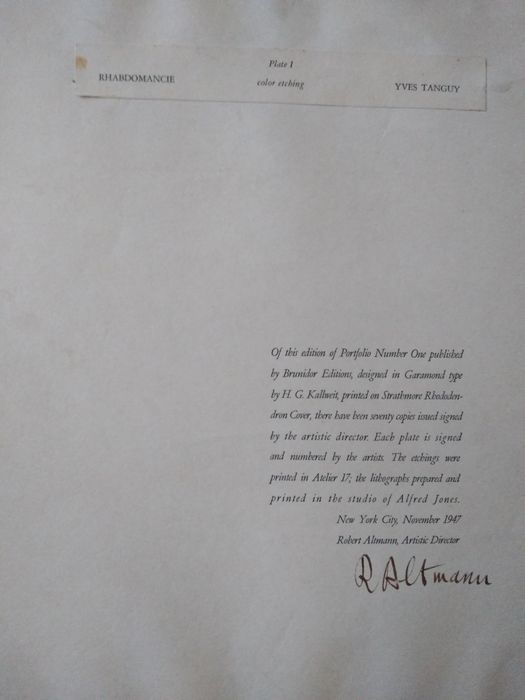 Plate I
RHABDOMANCIE color etching YVES TANGUY
Of this edition of Portfolio Number One published
by Brunidor Editions, designed in Garamond type
by H. G. Kallweit, printed on Strathmore Rhododen-
dron Cover, there have been seventy copies issued signed
by the artistic director. Each plate is signed
and numbered by the artists. The etchings were
printed in Atelier 17; the lithographs prepared and
printed in the studio of Alfred Jones.
New York City, November 1947
Robert Altmann, Artistic Director
R Altmann